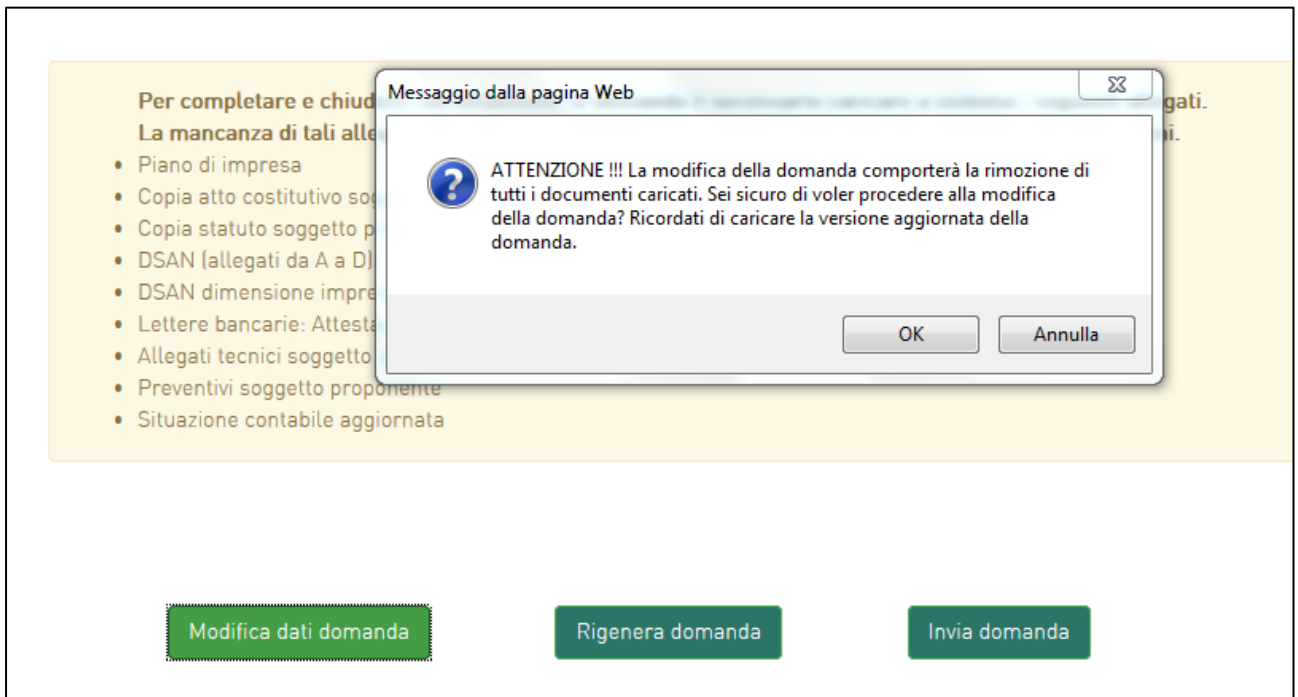 Per completare e chiud
gati.
La mancanza di tali alle
ni.
• Piano di impresa
• Copia atto costitutivo sog
• Copia statuto soggetto p
• DSAN (allegati da A a D)
• DSAN dimensione impre
• Lettere bancarie: Attesta
• Allegati tecnici soggetto
• Preventivi soggetto proponente
• Situazione contabile aggiornata
Messaggio dalla pagina Web
ATTENZIONE !!! La modifica della domanda comporterà la rimozione di
tutti i documenti caricati. Sei sicuro di voler procedere alla modifica
della domanda? Ricordati di caricare la versione aggiornata della
domanda.
OK
Annulla
Modifica dati domanda
Rigenera domanda
Invia domanda